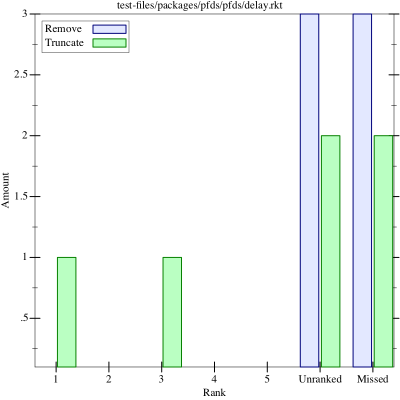 test-files/packages/pfds/pfds/delay.rkt
3
Remove
Truncate
2.5
2
1.5
1
.5
Amount
1 2 3 4 5 Unranked Missed
Rank